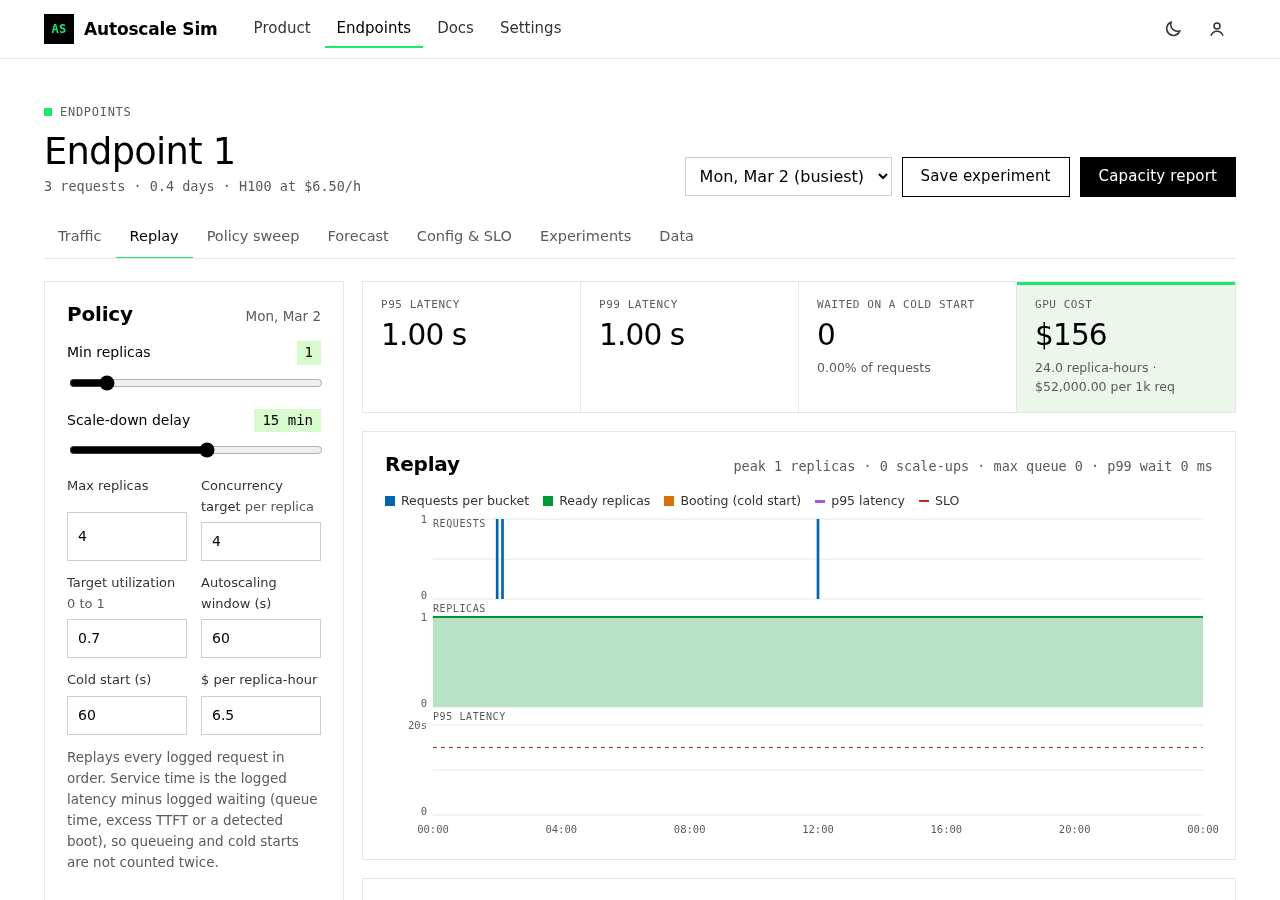 AS Autoscale Sim Product Endpoints Docs Settings
ENDPOINTS
Endpoint 1
3 requests · 0.4 days · H100 at $6.50/h
Mon, Mar 2 (busiest) Save experiment Capacity report
Traffic Replay Policy sweep Forecast Config & SLO Experiments Data
Policy Mon, Mar 2
Min replicas 1
Scale-down delay 15 min
Max replicas
4
Concurrency
target per replica
4
Target utilization
0 to 1
0.7
Autoscaling
window (s)
60
Cold start (s)
60
$ per replica-hour
6.5
Replays every logged request in
order. Service time is the logged
latency minus logged waiting (queue
time, excess TTFT or a detected
boot), so queueing and cold starts
are not counted twice.
P95 LATENCY
1.00 s
P99 LATENCY
1.00 s
WAITED ON A COLD START
0
0.00% of requests
GPU COST
$156
24.0 replica-hours ·
$52,000.00 per 1k req
Replay peak 1 replicas · 0 scale-ups · max queue 0 · p99 wait 0 ms
Requests per bucket Ready replicas Booting (cold start) p95 latency SLO
1 REQUESTS
0
REPLICAS
1
0
P95 LATENCY
20s
0
00:00 04:00 08:00 12:00 16:00 20:00 00:00